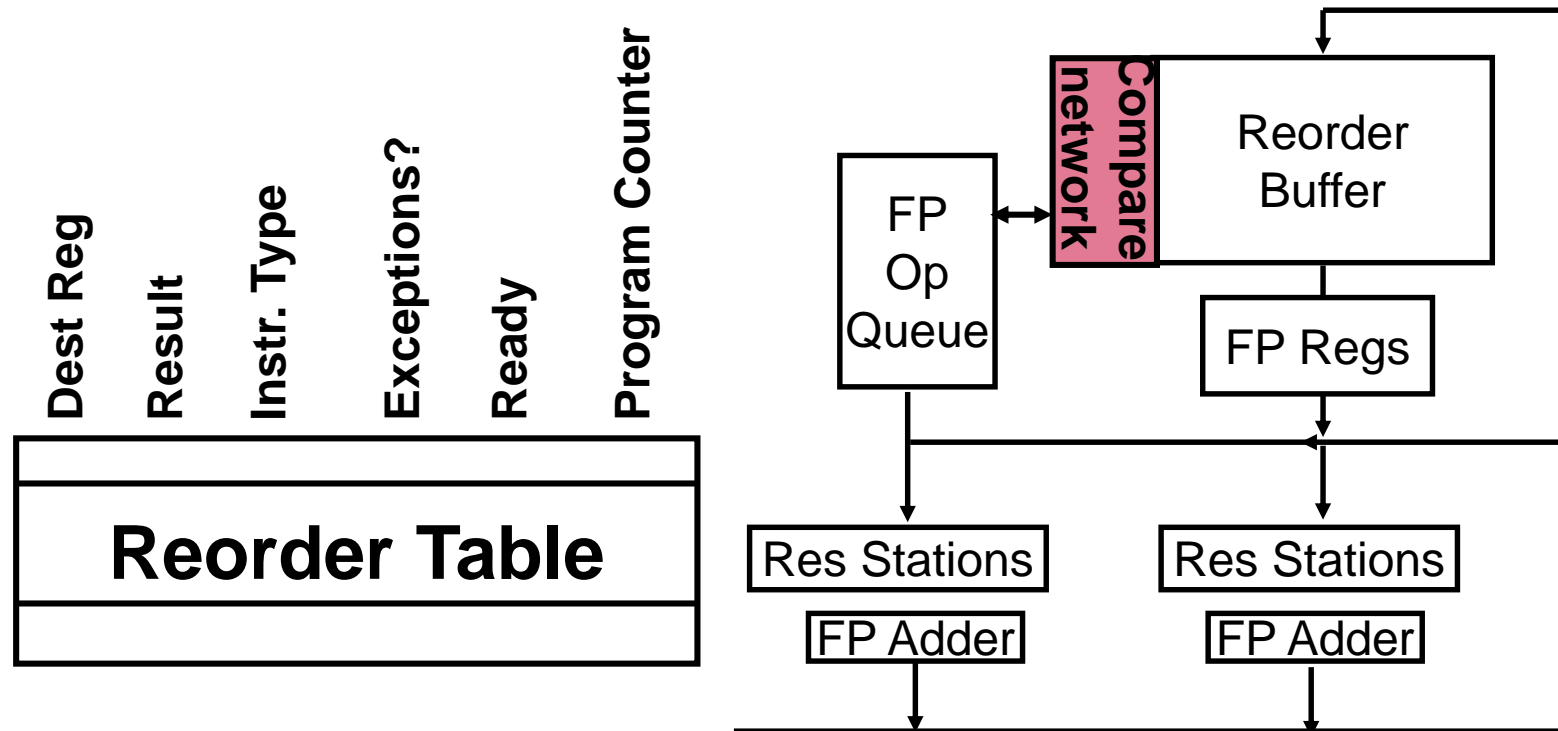 Dest Reg
Result
Instr. Type
Exceptions?
Ready
Program Counter
Reorder Table
Compare
network
Reorder
Buffer
FP
Op
Queue
FP Regs
Res Stations
Res Stations
FP Adder
FP Adder